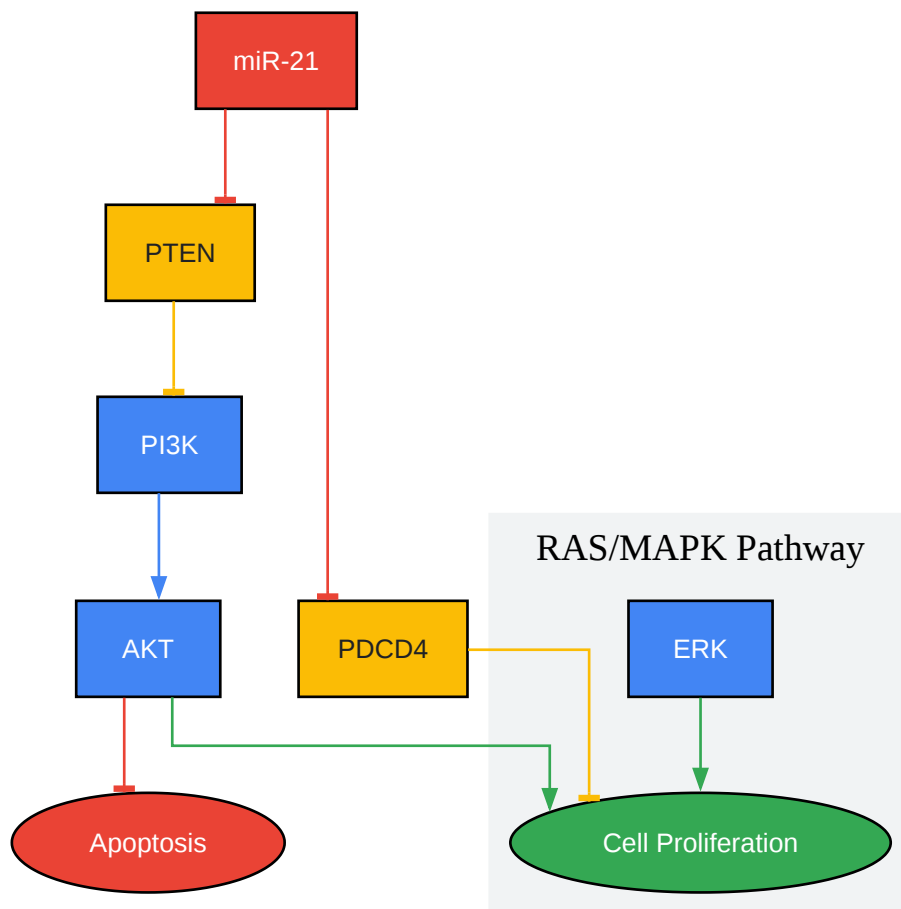 miR-21
PTEN
PI3K
RAS/MAPK Pathway
AKT
PDCD4
ERK
Apoptosis
Cell Proliferation